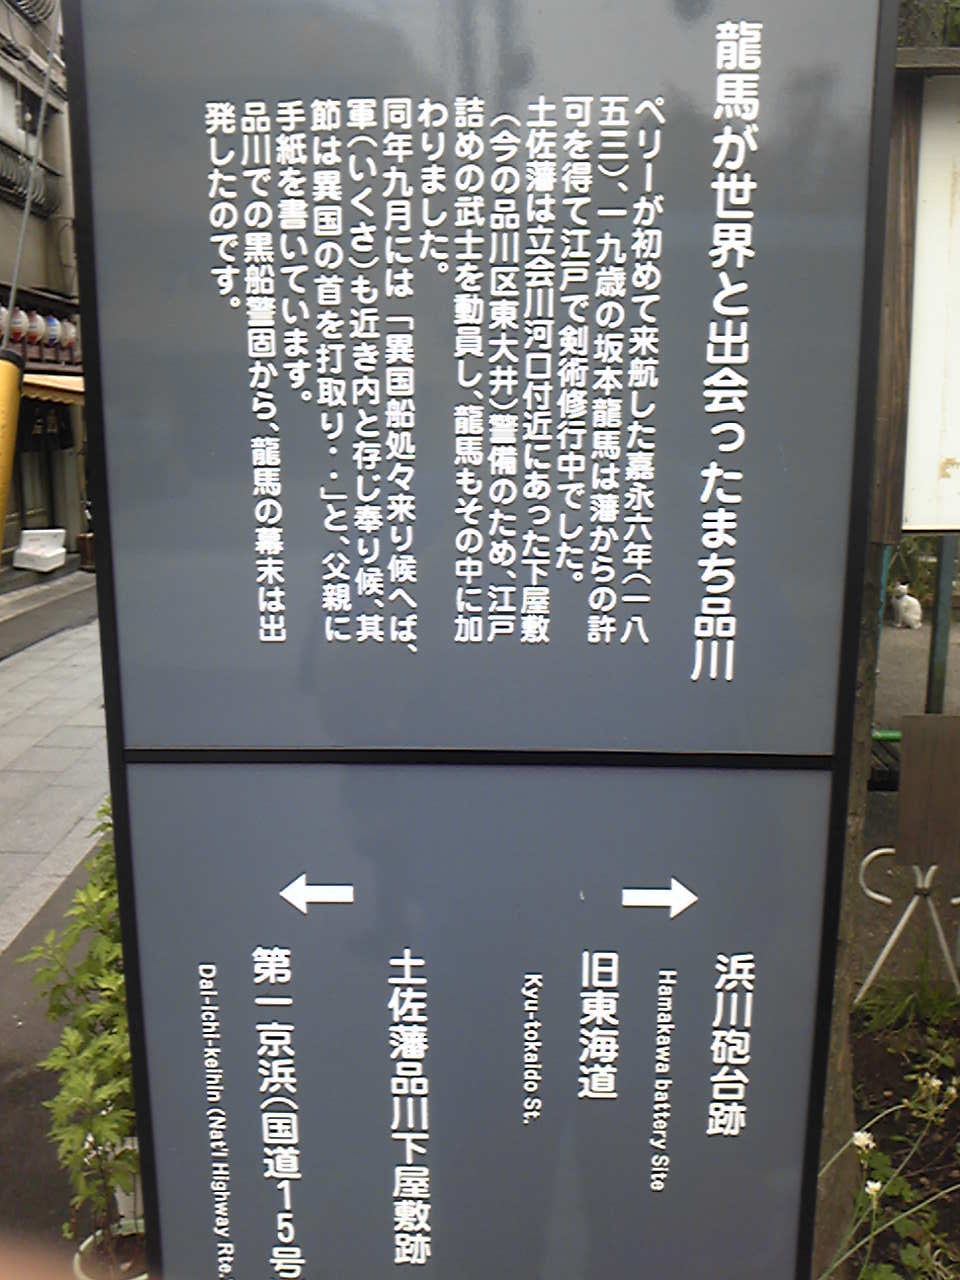 龍馬が世界と出会ったまち品川
ペリーが初めて来航した嘉永六年（一八
五三）、一九歳の坂本龍馬は藩からの許
可を得て江戸で剣術修行中でした。
土佐藩は立会川河口付近にあった下屋敷
（今の品川区東大井）警備のため、江戸
詰めの武士を動員し、龍馬もその中に加
わりました。
同年九月には「異国船処々来り候へば、
軍（いくさ）も近き内と存じ奉り候、其
節は異国の首を打取り・・」と、父親に
手紙を書いています。
品川での黒船警固から、龍馬の幕末は出
発したのです。
浜川砲台跡
Hamakawa battery Site
旧東海道
Kyu-tokaido St.
土佐藩品川下屋敷跡
第一京浜（国道15号
Dai-ichi-keihin (Nat'l Highway Rte.